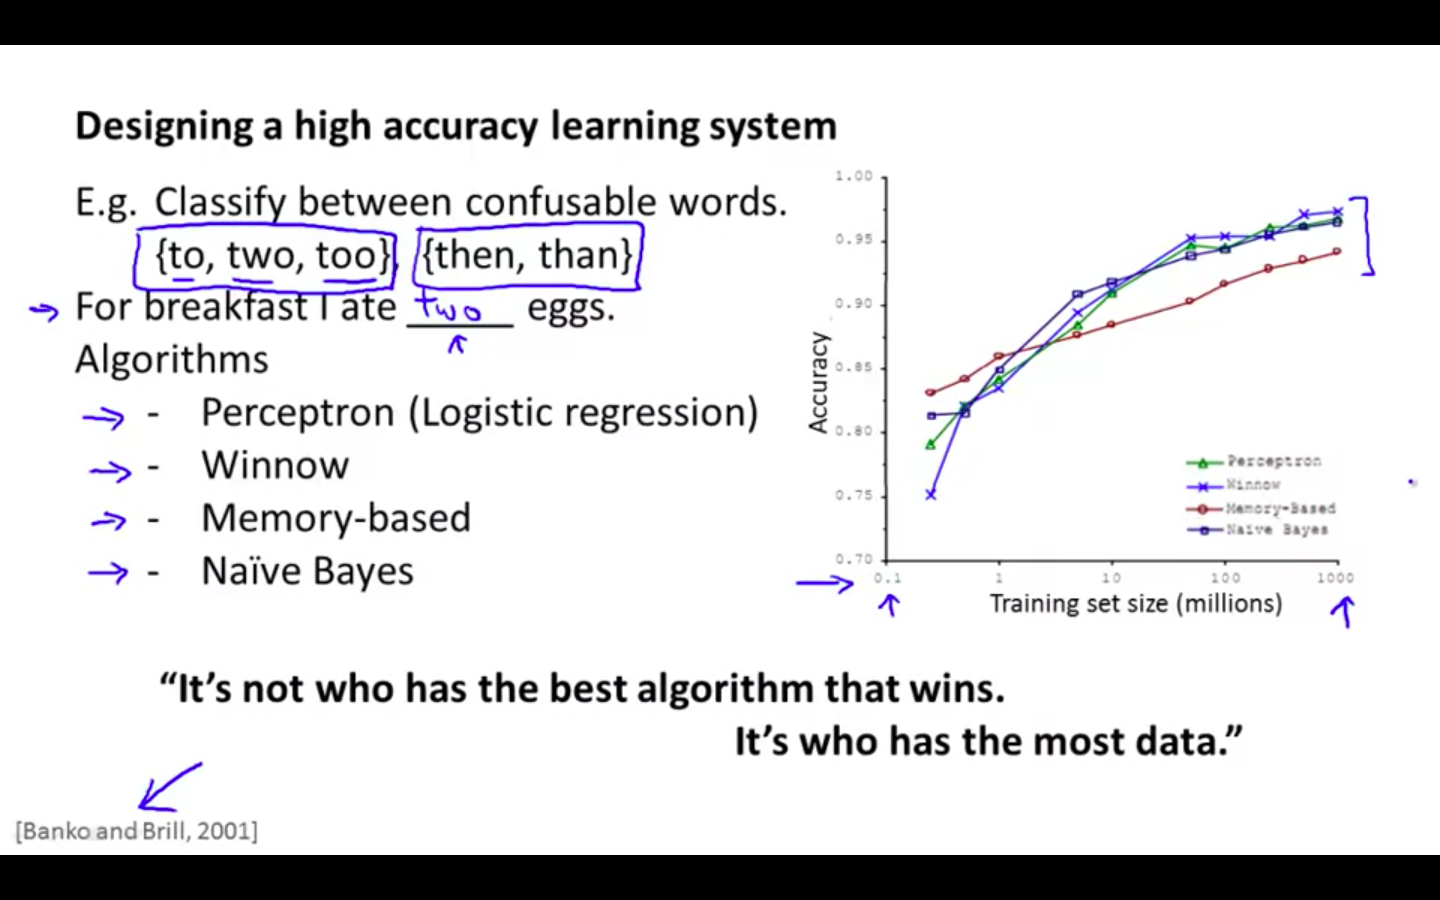 Designing a high accuracy learning system
E.g. Classify between confusable words.
{to, two, too}, {then, than}
For breakfast I ate two eggs.
Algorithms
- Perceptron (Logistic regression)
- Winnow
- Memory-based
- Naïve Bayes
Accuracy
1.00
0.95
0.90
0.85
0.80
0.75
0.70
0.1 1 10 100 1000
Training set size (millions)
Perceptron
Winnow
Memory-Based
Naïve Bayes
“It’s not who has the best algorithm that wins.
It’s who has the most data.”
[Banko and Brill, 2001]